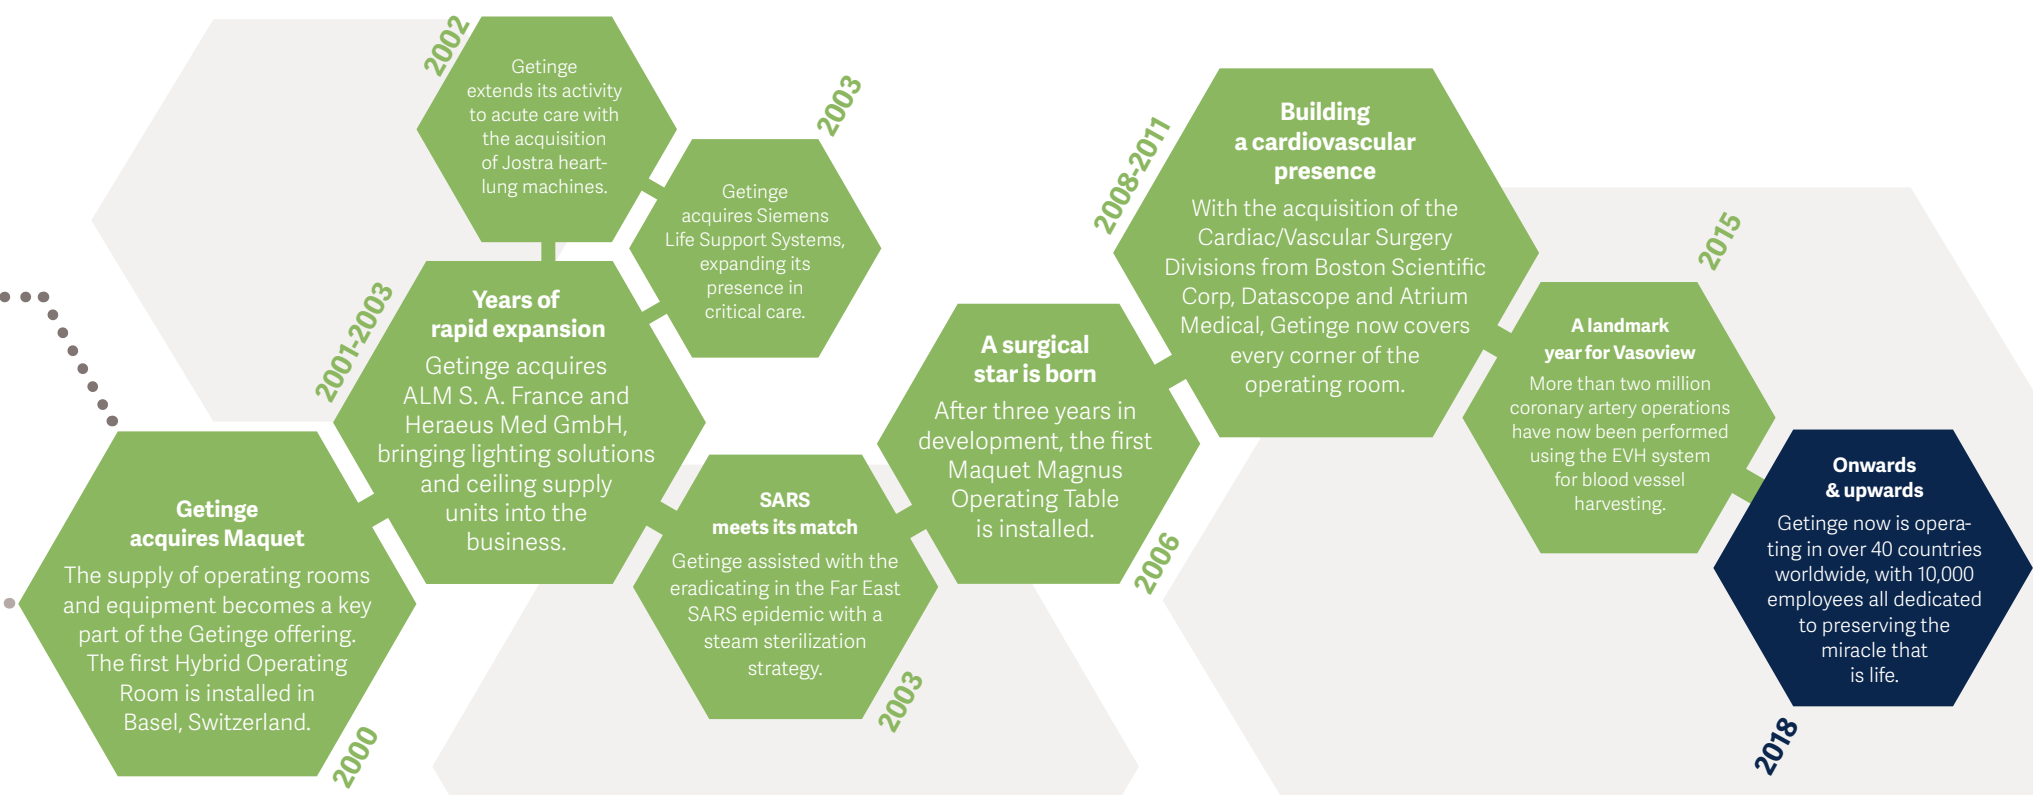 2000
Getinge
acquires Maquet
The supply of operating rooms
and equipment becomes a key
part of the Getinge offering.
The first Hybrid Operating
Room is installed in
Basel, Switzerland.
2001-2003
Years of
rapid expansion
Getinge acquires
ALM S. A. France and
Heraeus Med GmbH,
bringing lighting solutions
and ceiling supply
units into the
business.
2002
Getinge
extends its activity
to acute care with
the acquisition
of Jostra heart-
lung machines.
2003
Getinge
acquires Siemens
Life Support Systems,
expanding its
presence in
critical care.
SARS
meets its match
Getinge assisted with the
eradicating in the Far East
SARS epidemic with a
steam sterilization
strategy.
2003
A surgical
star is born
After three years in
development, the first
Maquet Magnus
Operating Table
is installed.
2006
2008-2011
Building
a cardiovascular
presence
With the acquisition of the
Cardiac/Vascular Surgery
Divisions from Boston Scientific
Corp, Datascope and Atrium
Medical, Getinge now covers
every corner of the
operating room.
2015
A landmark
year for Vasoview
More than two million
coronary artery operations
have now been performed
using the EVH system
for blood vessel
harvesting.
Onwards
& upwards
Getinge now is opera-
ting in over 40 countries
worldwide, with 10,000
employees all dedicated
to preserving the
miracle that
is life.
2018